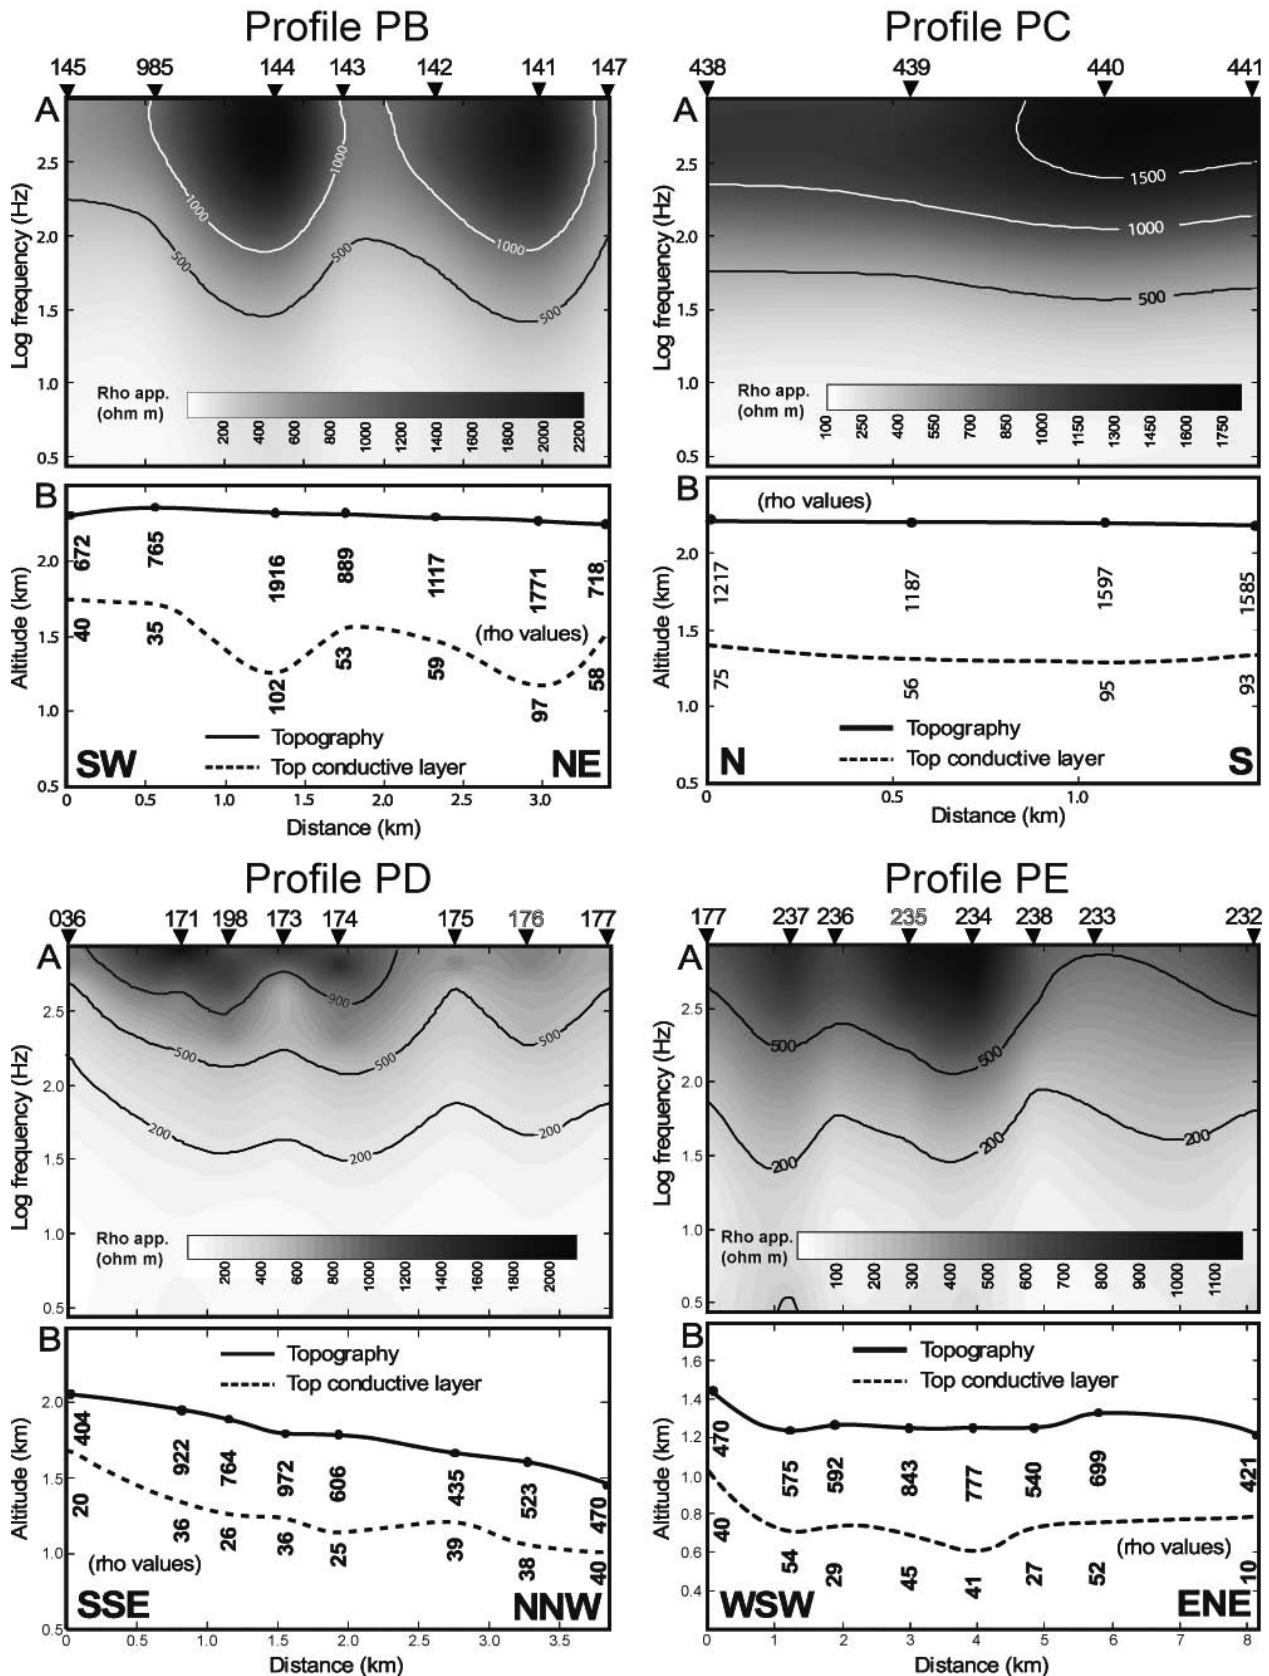 Profile PB
145 985 144 143 142 141 147
A
Log frequency (Hz)
2.5
2.0
1.5
1.0
0.5
1000
1000
1000
1000
500
500
500
Rho app.
(ohm m)
200 400 600 800 1000 1200 1400 1600 1800 2000 2200
B
Altitude (km)
2.0
1.5
1.0
0.5
672 765 1916 889 1117 1771 718
(rho values)
40 35 102 53 59 97 58
Topography
Top conductive layer
SW NE
0 0.5 1.0 1.5 2.0 2.5 3.0
Distance (km)
Profile PC
438 439 440 441
A
Log frequency (Hz)
2.5
2.0
1.5
1.0
0.5
1500
1000
500
Rho app.
(ohm m)
100 250 400 550 700 850 1000 1150 1300 1450 1600 1750
B
(rho values)
Altitude (km)
2.0
1.5
1.0
0.5
1217 1187 1597 1585
75 56 95 93
Topography
Top conductive layer
N S
0 0.5 1.0
Distance (km)
Profile PD
036 171 198 173 174 175 176 177
A
Log frequency (Hz)
2.5
2.0
1.5
1.0
0.5
900
500
500
500
200
200
200
Rho app.
(ohm m)
200 400 600 800 1000 1200 1400 1600 1800 2000
B
Topography
Top conductive layer
Altitude (km)
2.0
1.5
1.0
0.5
404 922 764 972 606 435 523 470
20 36 26 36 25 39 38 40
(rho values)
SSE NNW
0 0.5 1.0 1.5 2.0 2.5 3.0 3.5
Distance (km)
Profile PE
177 237 236 235 234 238 233 232
A
Log frequency (Hz)
2.5
2.0
1.5
1.0
0.5
500
500
200
200
200
Rho app.
(ohm m)
100 200 300 400 500 600 700 800 900 1000 1100
B
Topography
Top conductive layer
Altitude (km)
1.6
1.4
1.2
1.0
0.8
0.6
0.4
470 575 592 843 777 540 699 421
40 54 29 45 41 27 52 10
(rho values)
WSW ENE
0 1 2 3 4 5 6 7 8
Distance (km)